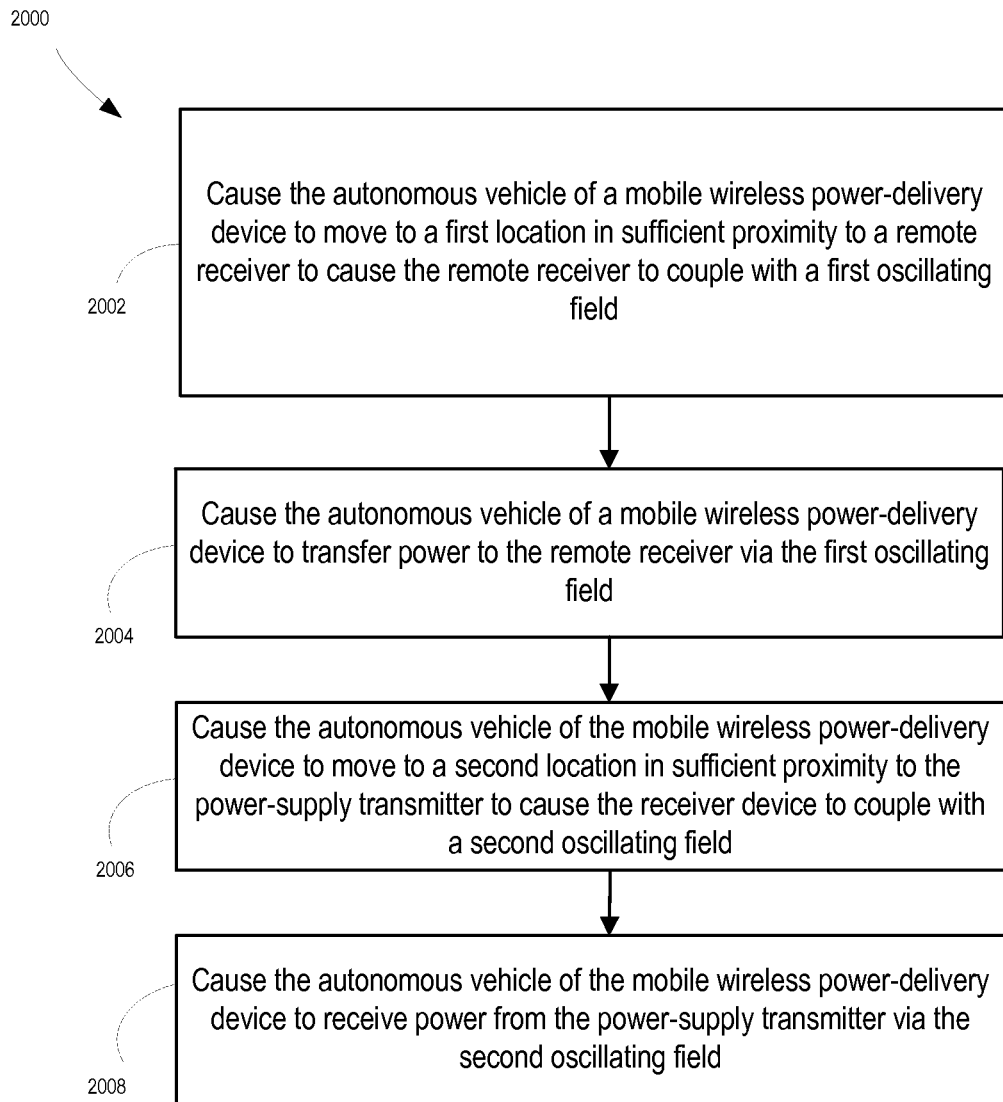 2000
Cause the autonomous vehicle of a mobile wireless power-delivery
device to move to a first location in sufficient proximity to a remote
receiver to cause the remote receiver to couple with a first oscillating
field
2002
Cause the autonomous vehicle of a mobile wireless power-delivery
device to transfer power to the remote receiver via the first oscillating
field
2004
Cause the autonomous vehicle of the mobile wireless power-delivery
device to move to a second location in sufficient proximity to the
power-supply transmitter to cause the receiver device to couple with
a second oscillating field
2006
Cause the autonomous vehicle of the mobile wireless power-delivery
device to receive power from the power-supply transmitter via the
second oscillating field
2008